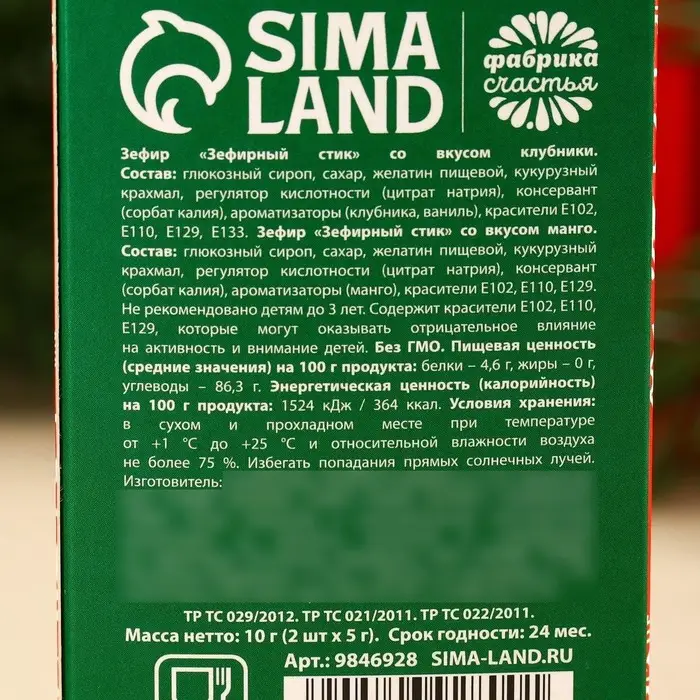 SIMA
LAND
фабрика
счастья
Зефир «Зефирный стик» со вкусом клубники.
Состав: глюкозный сироп, сахар, желатин пищевой, кукурузный
крахмал, регулятор кислотности (цитрат натрия), консервант
(сорбат калия), ароматизаторы (клубника, ваниль), красители Е102,
Е110, Е129, Е133. Зефир «Зефирный стик» со вкусом манго.
Состав: глюкозный сироп, сахар, желатин пищевой, кукурузный
крахмал, регулятор кислотности (цитрат натрия), консервант
(сорбат калия), ароматизаторы (манго), красители Е102, Е110, Е129.
Не рекомендовано детям до 3 лет. Содержит красители Е102, Е110,
Е129, которые могут оказывать отрицательное влияние
на активность и внимание детей. Без ГМО. Пищевая ценность
(средние значения) на 100 г продукта: белки – 4,6 г, жиры – 0 г,
углеводы – 86,3 г. Энергетическая ценность (калорийность)
на 100 г продукта: 1524 кДж / 364 ккал. Условия хранения:
в сухом и прохладном месте при температуре
от +1 °С до +25 °С и относительной влажности воздуха
не более 75 %. Избегать попадания прямых солнечных лучей.
Изготовитель:
ТР ТС 029/2012. ТР ТС 021/2011. ТР ТС 022/2011.
Масса нетто: 10 г (2 шт х 5 г). Срок годности: 24 мес.
Арт.: 9846928 SIMA-LAND.RU